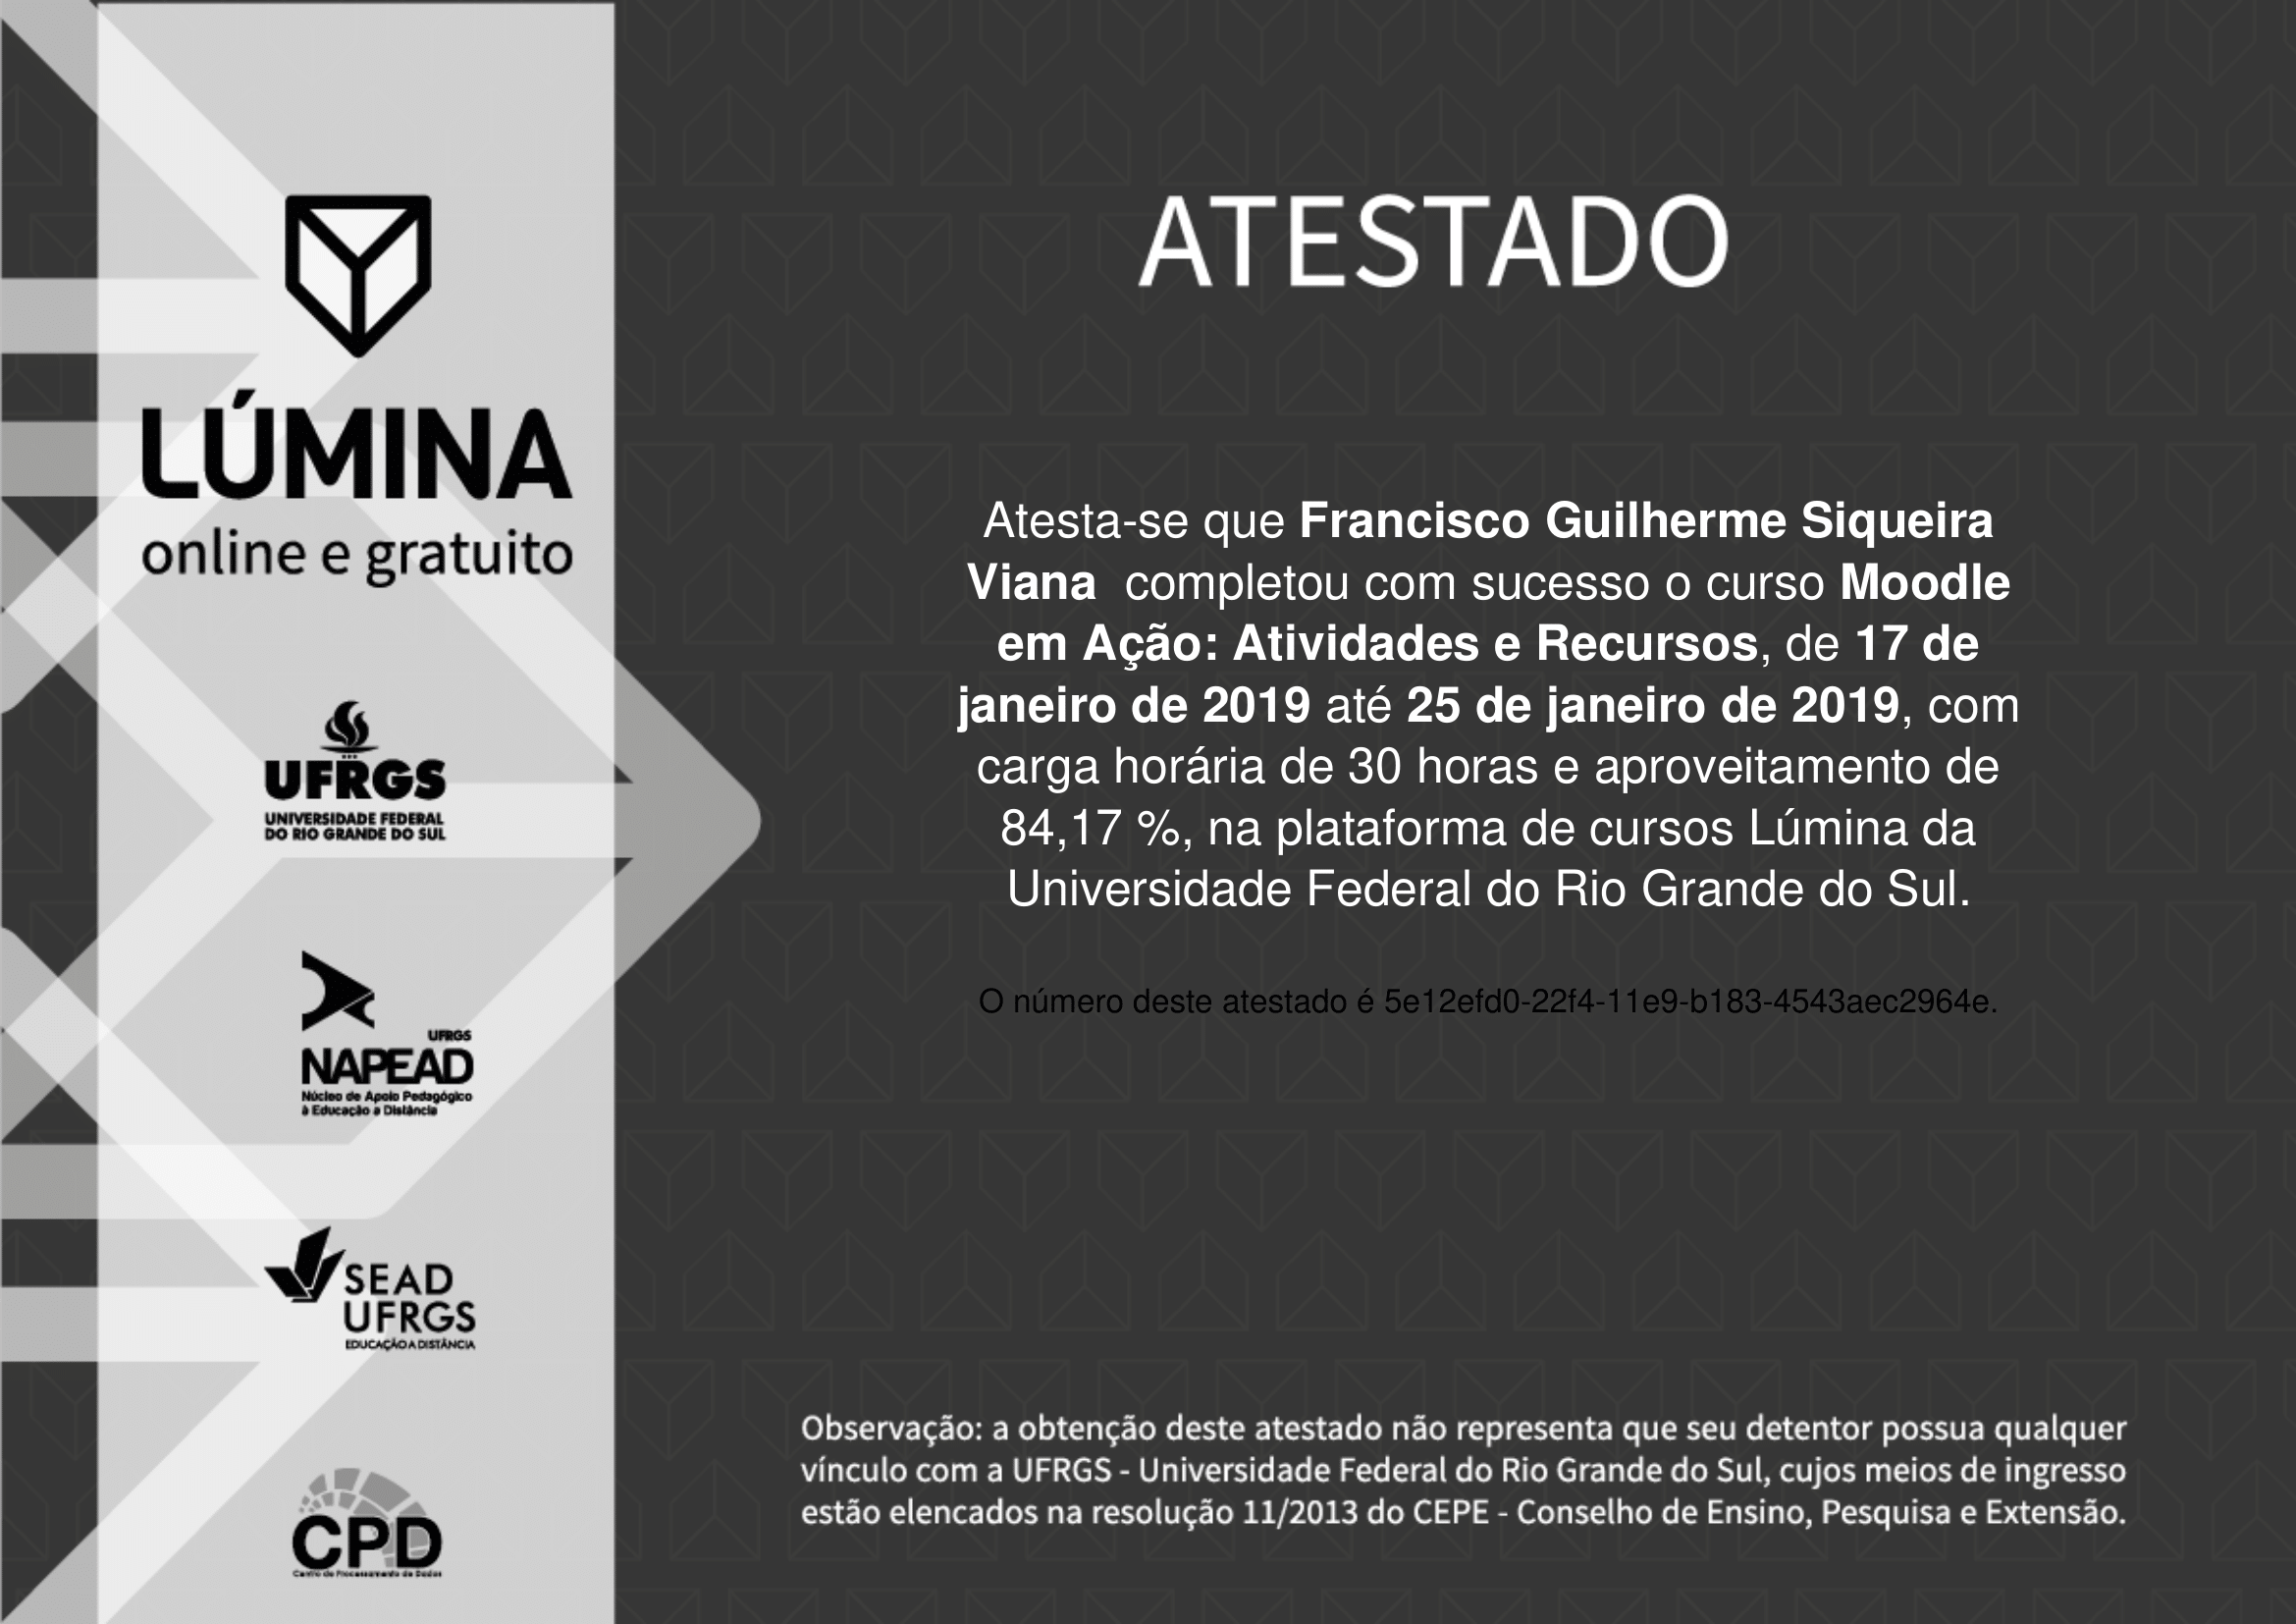 ATESTADO
Atesta-se que Francisco Guilherme Siqueira
Viana completou com sucesso o curso Moodle
em Ação: Atividades e Recursos, de 17 de
janeiro de 2019 até 25 de janeiro de 2019, com
carga horária de 30 horas e aproveitamento de
84,17 %, na plataforma de cursos Lúmina da
Universidade Federal do Rio Grande do Sul.
O número deste atestado é 5e12efd0-22f4-11e9-b183-4543aec2964e.
Observação: a obtenção deste atestado não representa que seu detentor possua qualquer
vínculo com a UFRGS - Universidade Federal do Rio Grande do Sul, cujos meios de ingresso
estão elencados na resolução 11/2013 do CEPE - Conselho de Ensino, Pesquisa e Extensão.
LÚMINA
online e gratuito
UFRGS
UNIVERSIDADE FEDERAL
DO RIO GRANDE DO SUL
UFRGS
NAPEAD
Núcleo de Apoio Pedagógico
à Educação a Distância
SEAD
UFRGS
EDUCAÇÃO A DISTÂNCIA
CPD
Centro de Processamento de Dados